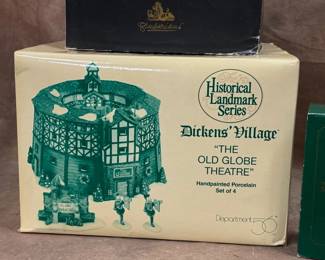 Historical
Landmark
Series
Dickens' Village
"THE
OLD GLOBE
THEATRE"
Handpainted Porcelain
Set of 4
Department 56